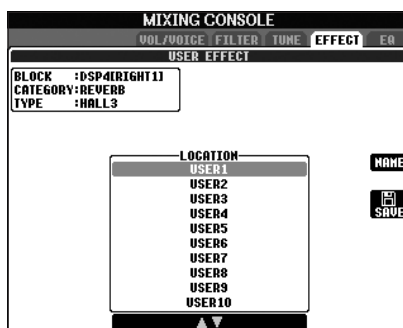 MIXING CONSOLE
VOL/VOICE FILTER TUNE EFFECT EQ
USER EFFECT
BLOCK :DSP4[RIGHT1]
CATEGORY:REVERB
TYPE :HALL3
LOCATION
USER1
NAME
USER2
USER3
USER4
SAVE
USER5
USER6
USER7
USER8
USER9
USER10